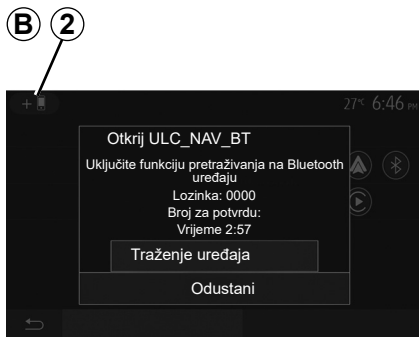 B 2
+ 27°C 6:46 PM
Otkrij ULC_NAV_BT
Uključite funkciju pretraživanja na Bluetooth
uređaju
Lozinka: 0000
Broj za potvrdu:
Vrijeme 2:57
Traženje uređaja
Odustani